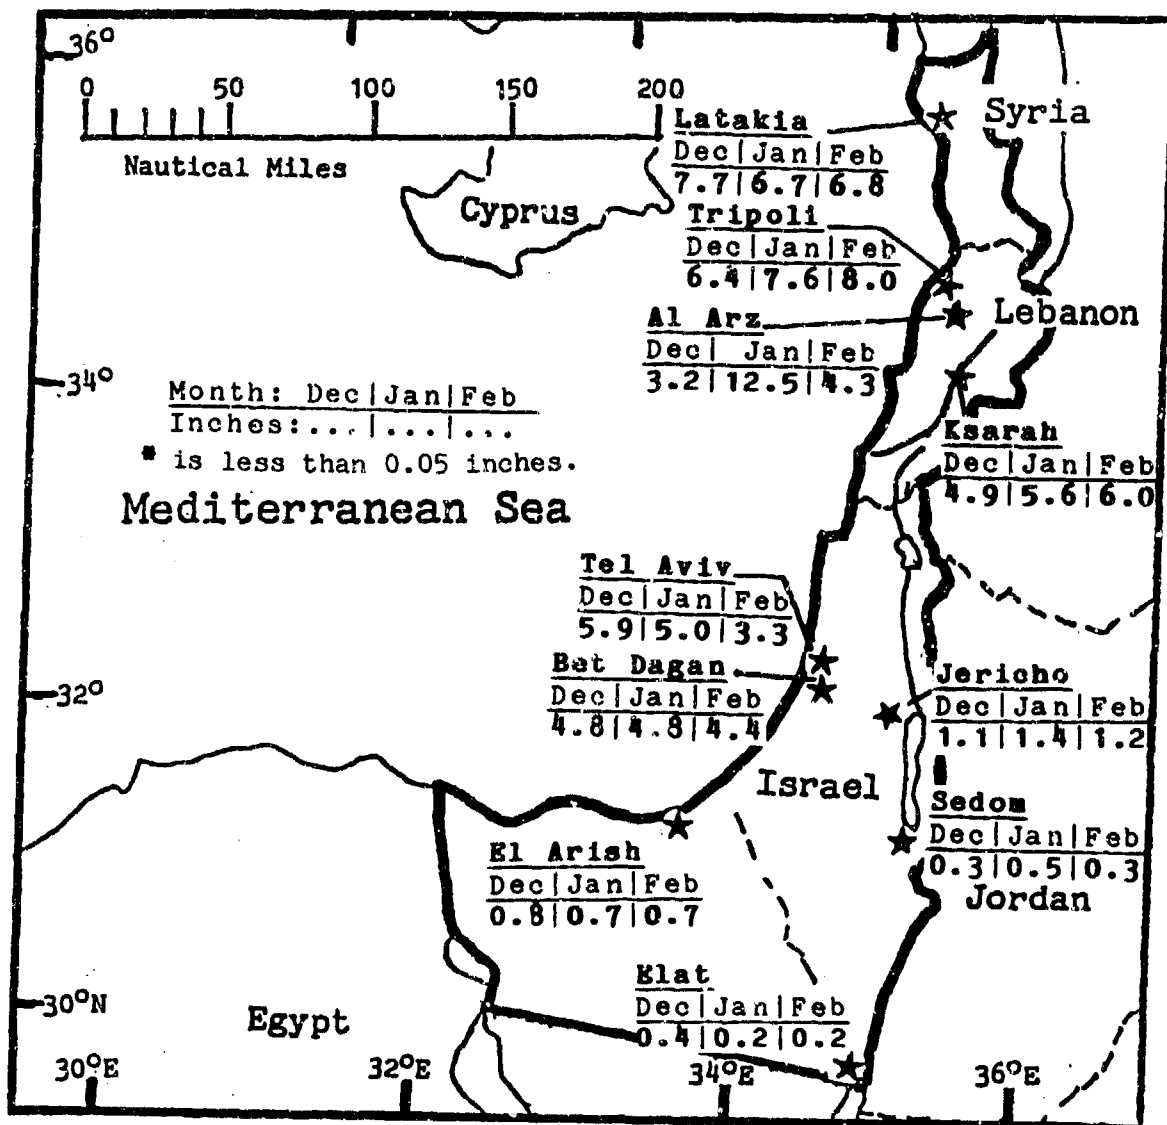 36°
0 50 100 150 200
Nautical Miles
Latakia
Dec|Jan|Feb
7.7|6.7|6.8
Syria
Cyprus
Tripoli
Dec|Jan|Feb
6.4|7.6|8.0
Al Arz
Dec| Jan|Feb
3.2|12.5|4.3
Lebanon
34°
Month: Dec|Jan|Feb
Inches:...|...|...
* is less than 0.05 inches.
Mediterranean Sea
Ksarah
Dec|Jan|Feb
4.9|5.6|6.0
Tel Aviv
Dec|Jan|Feb
5.9|5.0|3.3
Bet Dagan
Dec|Jan|Feb
4.8|4.8|4.4
32°
Jericho
Dec|Jan|Feb
1.1|1.4|1.2
Israel
Sedom
Dec|Jan|Feb
0.3|0.5|0.3
Jordan
El Arish
Dec|Jan|Feb
0.8|0.7|0.7
Elat
Dec|Jan|Feb
0.4|0.2|0.2
30°N
Egypt
30°E 32°E 34°E 36°E